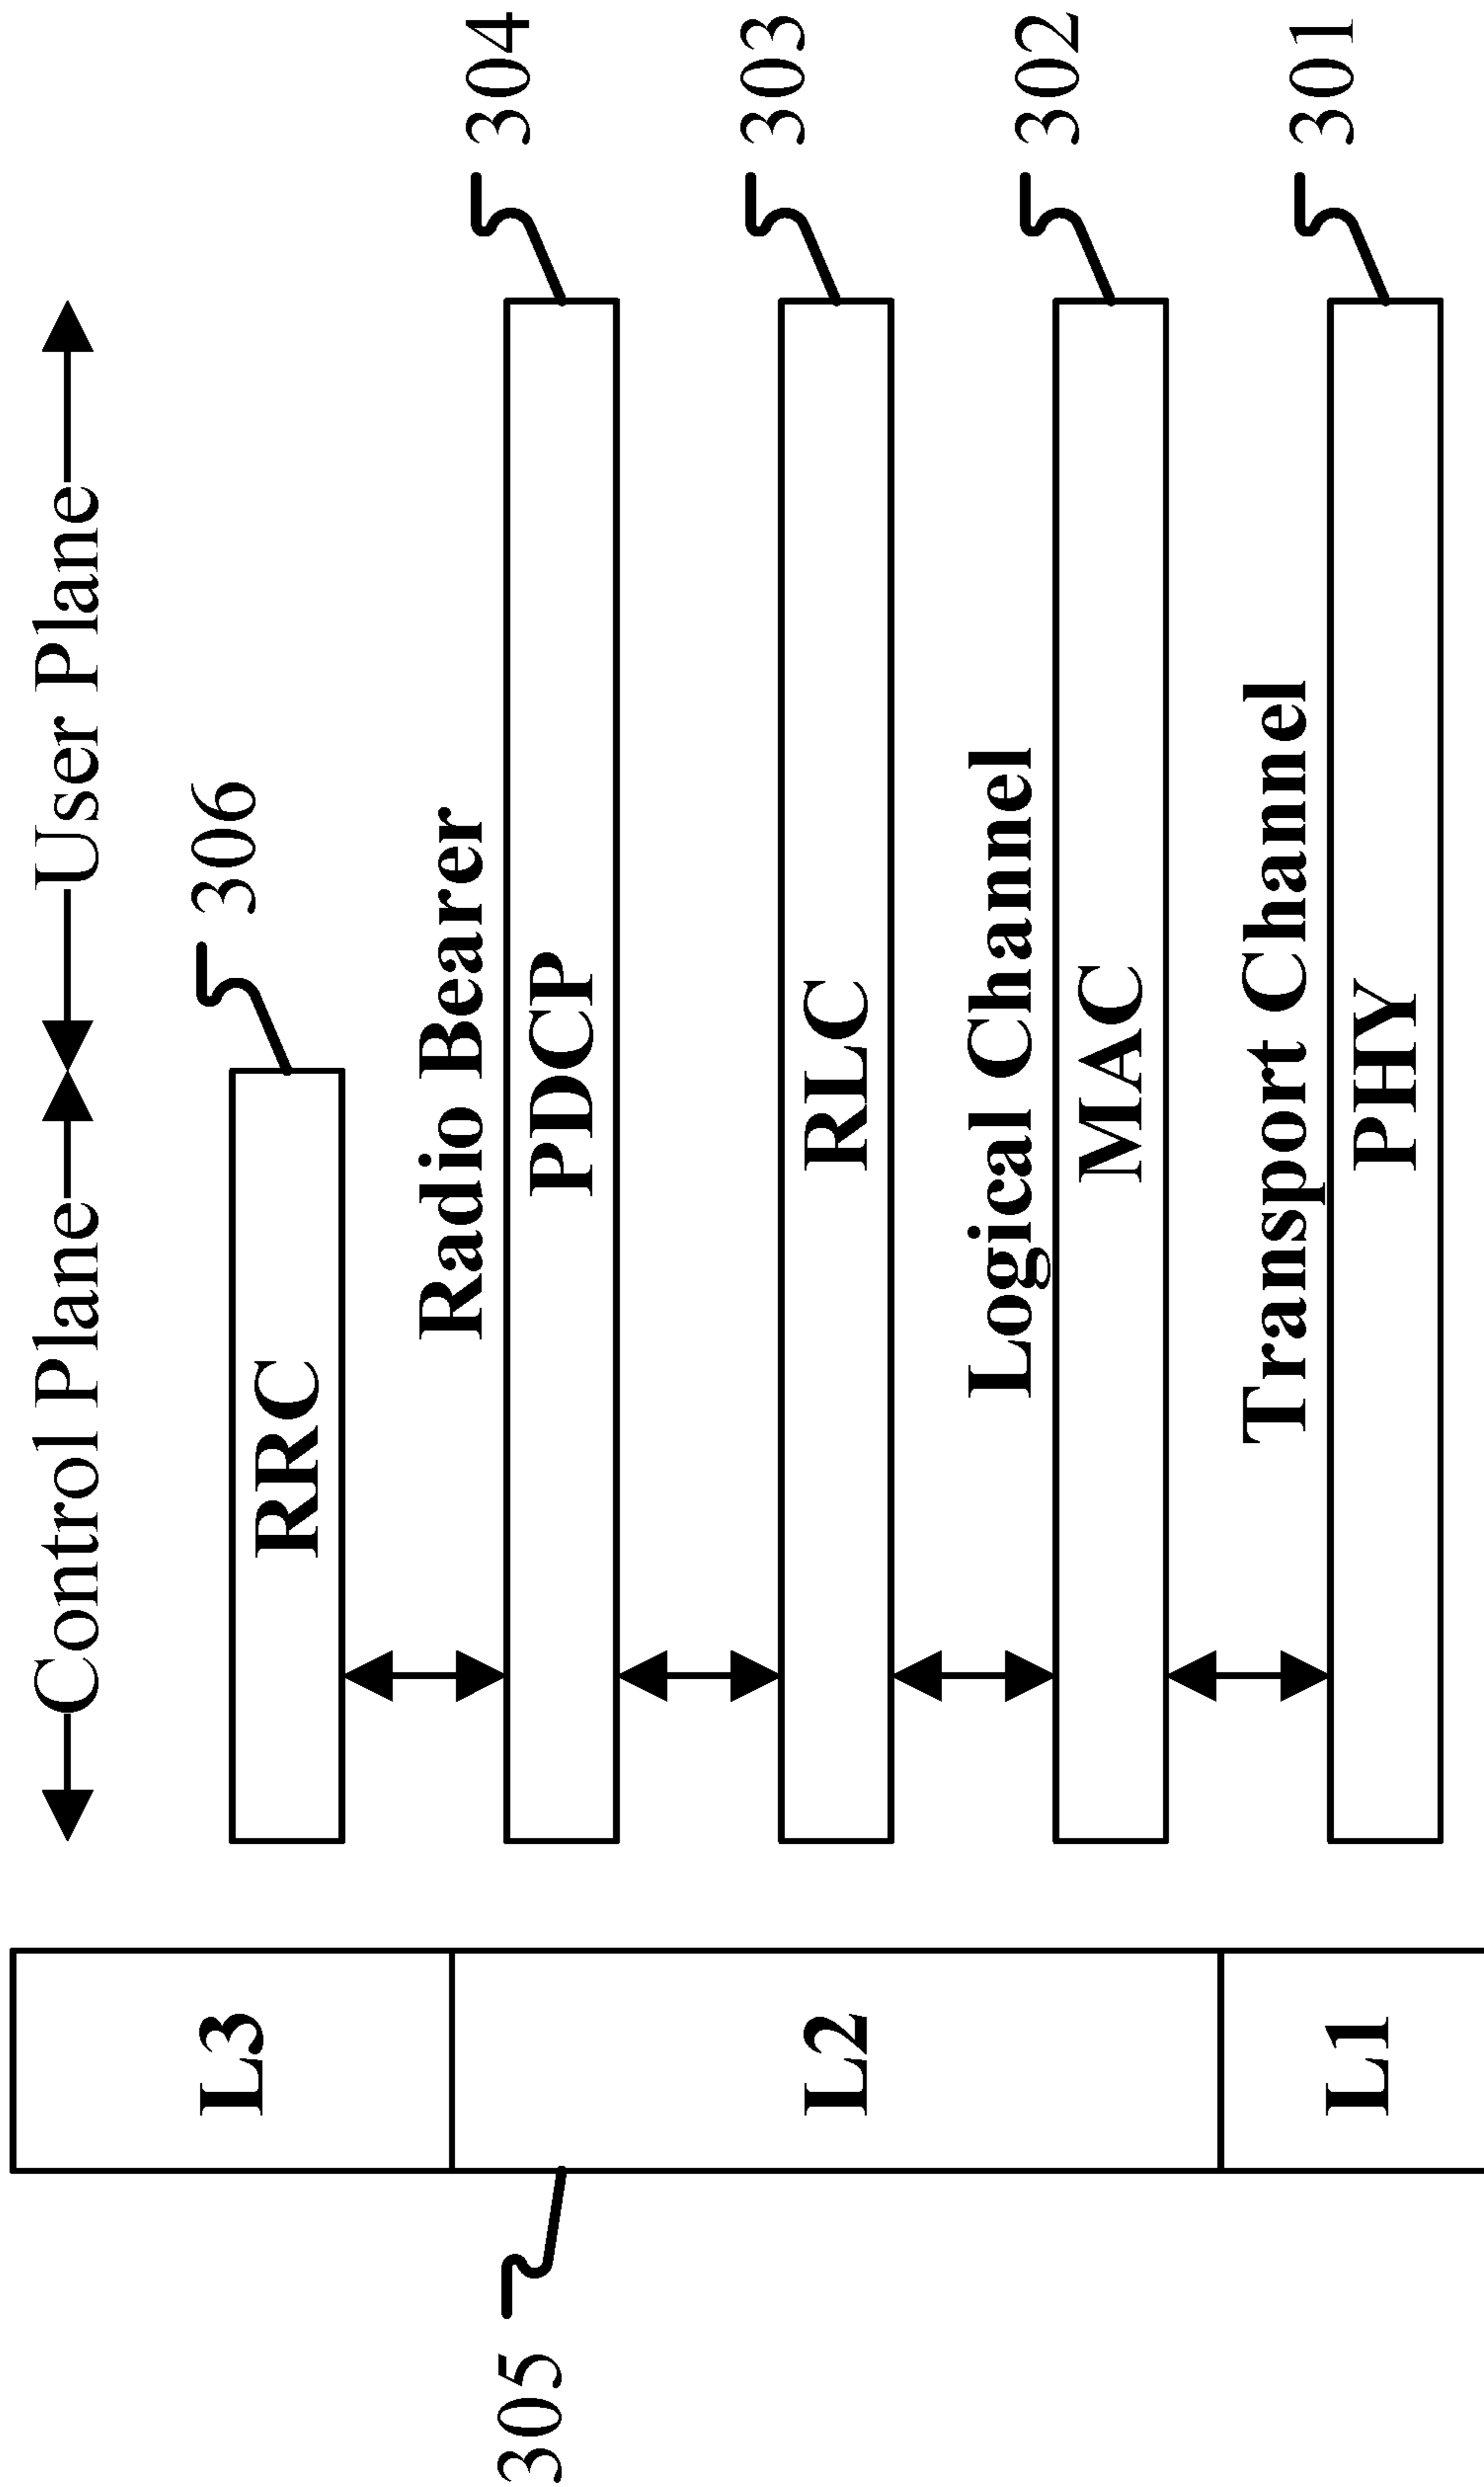 Control Plane User Plane
306
L3 RRC
Radio Bearer
304
305 PDCP
303
L2 RLC
Logical Channel
302
MAC
Transport Channel
301
L1 PHY